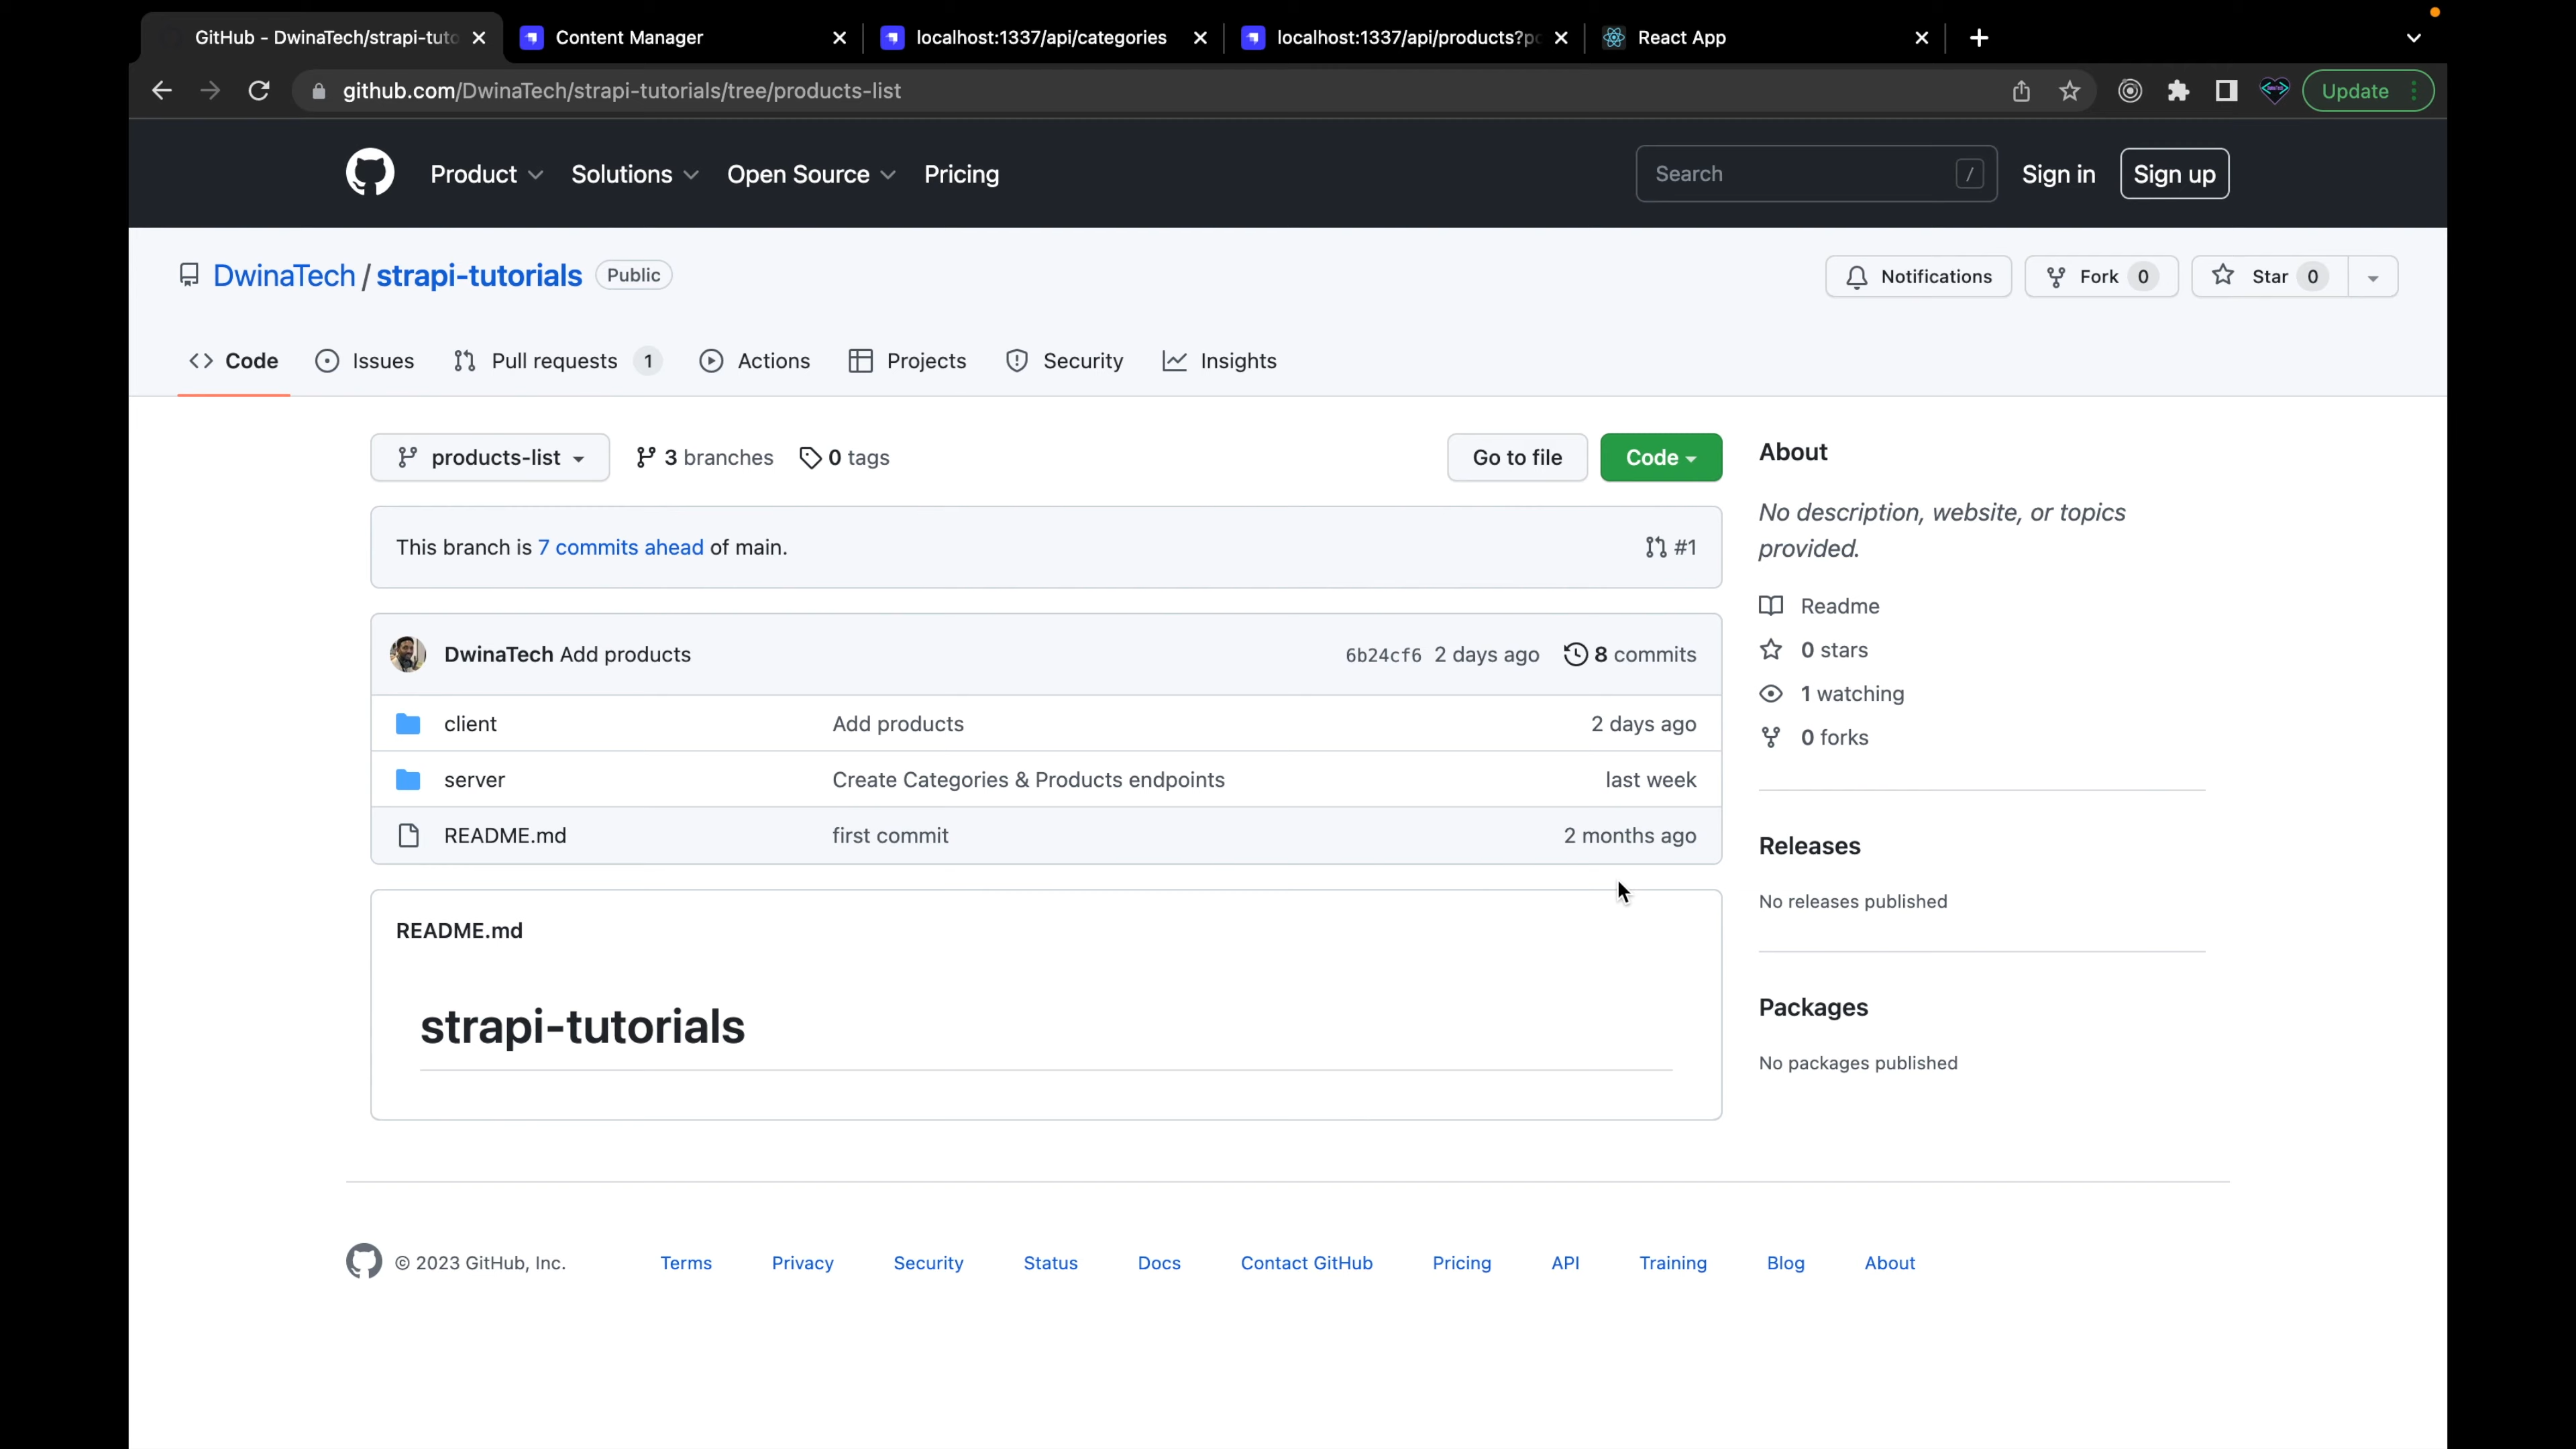 GitHub - DwinaTech/strapi-tuto
Content Manager
localhost:1337/api/categories
localhost:1337/api/products?po
React App
github.com/DwinaTech/strapi-tutorials/tree/products-list
Update
Product
Solutions
Open Source
Pricing
Search /
Sign in
Sign up
DwinaTech / strapi-tutorials Public
Notifications
Fork 0
Star 0
Code
Issues
Pull requests 1
Actions
Projects
Security
Insights
products-list
3 branches
0 tags
Go to file
Code
This branch is 7 commits ahead of main.
#1
DwinaTech Add products
6b24cf6 2 days ago
8 commits
client Add products 2 days ago
server Create Categories & Products endpoints last week
README.md first commit 2 months ago
README.md
strapi-tutorials
About
No description, website, or topics
provided.
Readme
0 stars
1 watching
0 forks
Releases
No releases published
Packages
No packages published
© 2023 GitHub, Inc.
Terms
Privacy
Security
Status
Docs
Contact GitHub
Pricing
API
Training
Blog
About